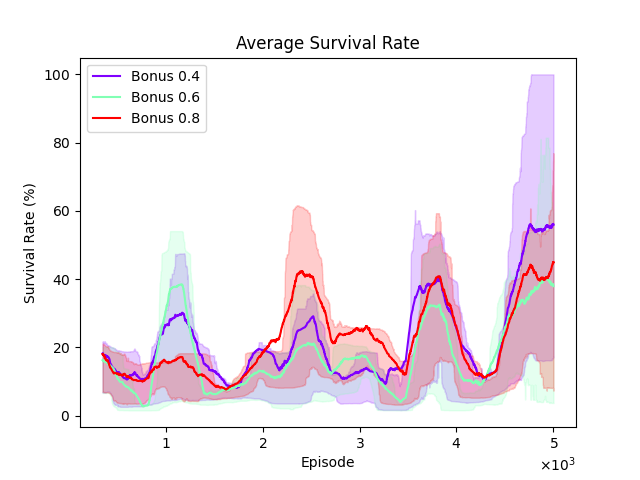 Average Survival Rate
Survival Rate (%)
100
80
60
40
20
0
Bonus 0.4
Bonus 0.6
Bonus 0.8
1 2 3 4 5
Episode
×10³